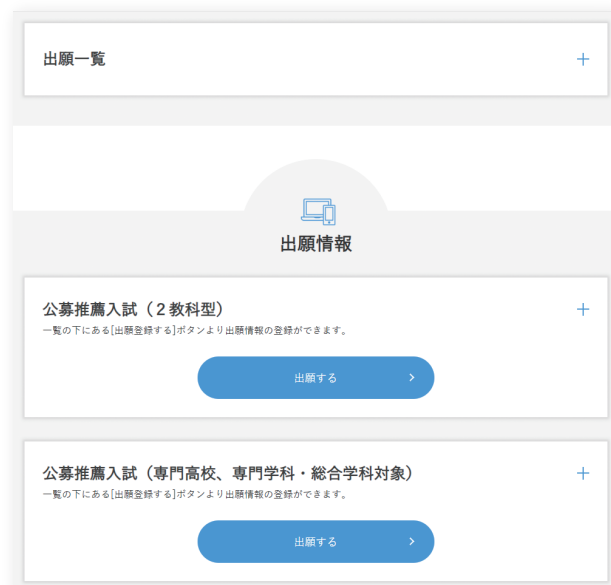 出願一覧
出願情報
公募推薦入試（２教科型）
一覧の下にある[出願登録する]ボタンより出願情報の登録ができます。
出願する
公募推薦入試（専門高校、専門学科・総合学科対象）
一覧の下にある[出願登録する]ボタンより出願情報の登録ができます。
出願する